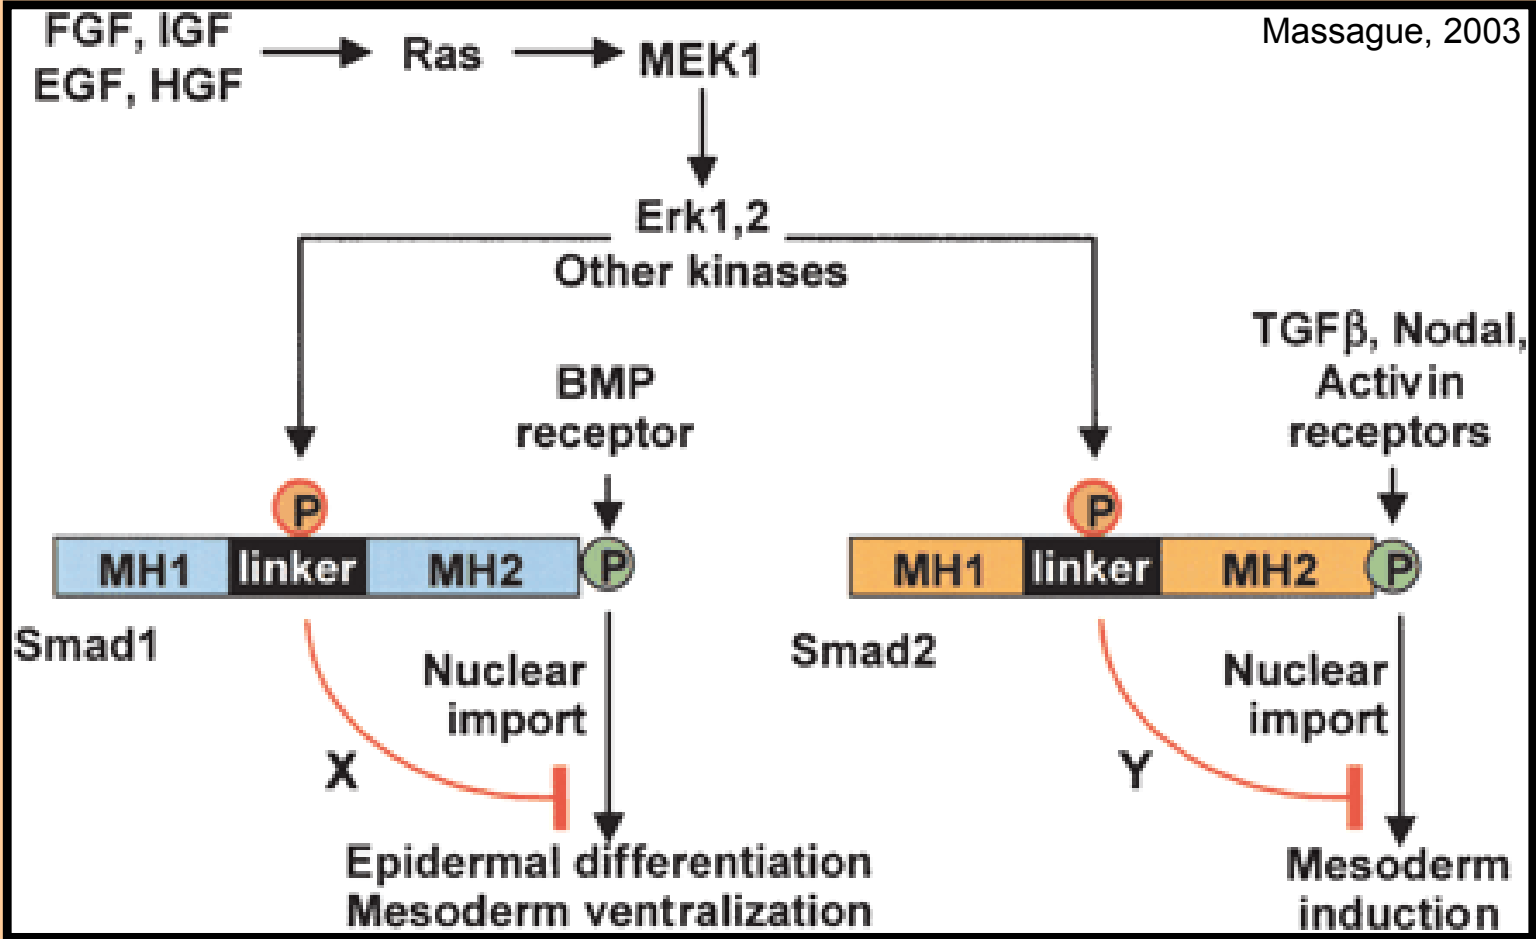 Massague, 2003
FGF, IGF
EGF, HGF
Ras
MEK1
Erk1,2
Other kinases
BMP
receptor
TGFβ, Nodal,
Activin
receptors
P
P
MH1
linker
MH2
P
MH1
linker
MH2
P
Smad1
Smad2
Nuclear
import
Nuclear
import
X
Y
Epidermal differentiation
Mesoderm ventralization
Mesoderm
induction